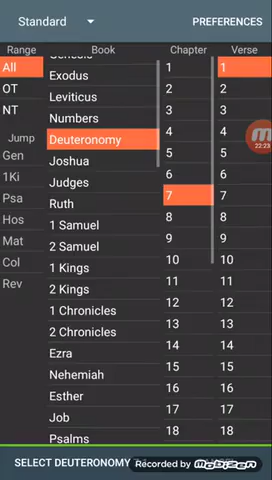 Standard PREFERENCES
Range Book Chapter Verse
All
OT
NT
Jump
Gen
1Ki
Psa
Hos
Mat
Col
Rev
Genesis
Exodus
Leviticus
Numbers
Deuteronomy
Joshua
Judges
Ruth
1 Samuel
2 Samuel
1 Kings
2 Kings
1 Chronicles
2 Chronicles
Ezra
Nehemiah
Esther
Job
Psalms
1
2
3
4
5
6
7
8
9
10
11
12
13
14
15
16
17
18
1
2
3
5
6
7
8
9
10
11
12
13
14
15
16
17
18
22:23
SELECT DEUTERONOMY
Recorded by MOBIZEN